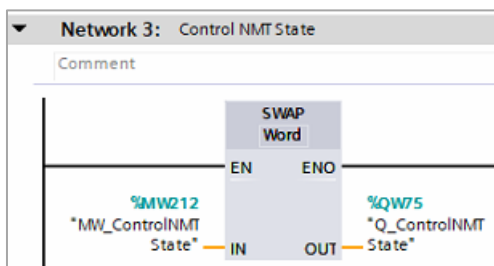 Network 3: Control NMT State
Comment
SWAP
Word
EN ENO
%MW212 %QW75
"MW_ControlNMT "Q_ControlNMT
State" IN OUT State"